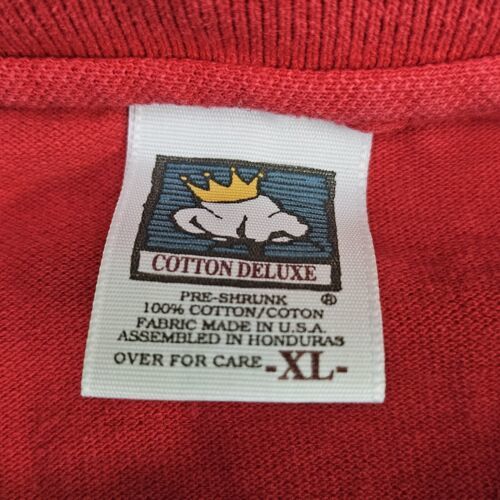 COTTON DELUXE
PRE-SHRUNK ®
100% COTTON/COTON
FABRIC MADE IN U.S.A.
ASSEMBLED IN HONDURAS
OVER FOR CARE -XL-